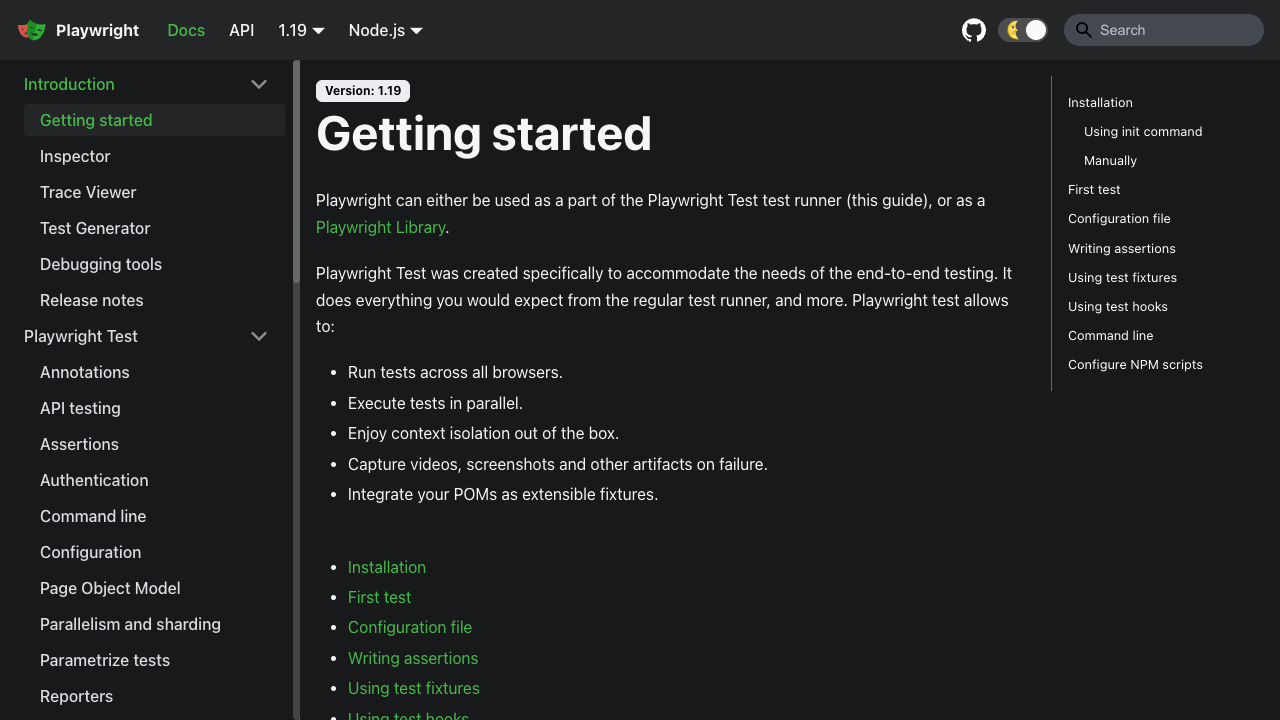 Playwright Docs API 1.19 Node.js Search
Introduction
Getting started
Inspector
Trace Viewer
Test Generator
Debugging tools
Release notes
Playwright Test
Annotations
API testing
Assertions
Authentication
Command line
Configuration
Page Object Model
Parallelism and sharding
Parametrize tests
Reporters
Version: 1.19
Getting started
Playwright can either be used as a part of the Playwright Test test runner (this guide), or as a
Playwright Library.
Playwright Test was created specifically to accommodate the needs of the end-to-end testing. It
does everything you would expect from the regular test runner, and more. Playwright test allows
to:
Run tests across all browsers.
Execute tests in parallel.
Enjoy context isolation out of the box.
Capture videos, screenshots and other artifacts on failure.
Integrate your POMs as extensible fixtures.
Installation
First test
Configuration file
Writing assertions
Using test fixtures
Using test hooks
Installation
Using init command
Manually
First test
Configuration file
Writing assertions
Using test fixtures
Using test hooks
Command line
Configure NPM scripts